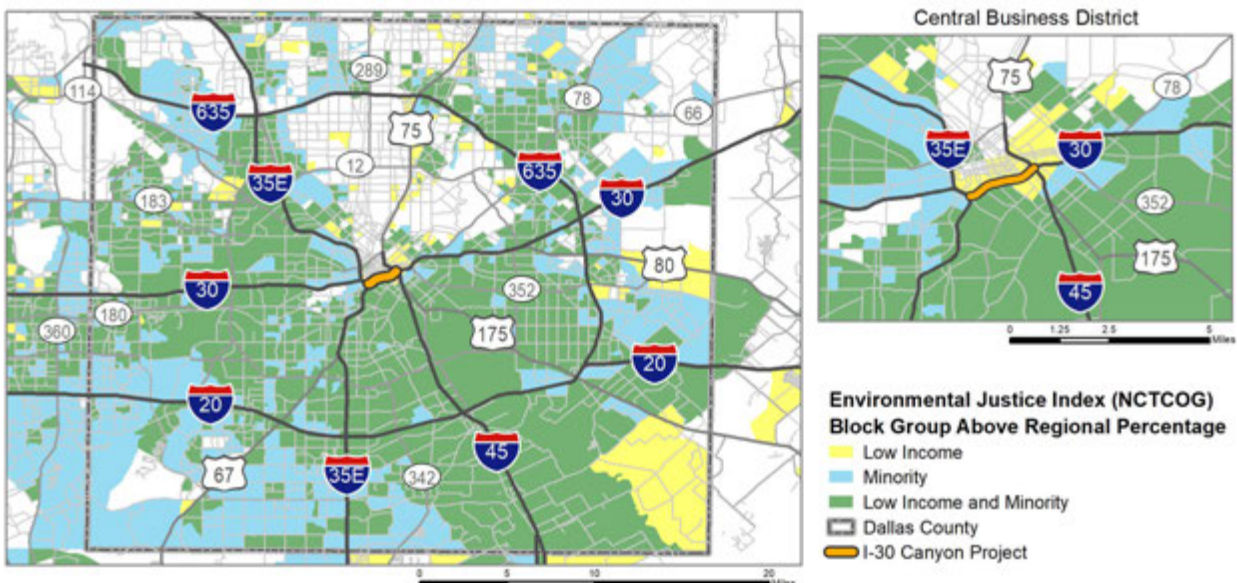 Central Business District
289
114
635
78
75
66
35E
12
635
30
183
80
30
352
180
360
175
20
20
67
35E
45
342
0 5 10 20
Miles
75
78
35E
30
352
175
45
0 1.25 2.5 5
Miles
Environmental Justice Index (NCTCOG)
Block Group Above Regional Percentage
Low Income
Minority
Low Income and Minority
Dallas County
I-30 Canyon Project